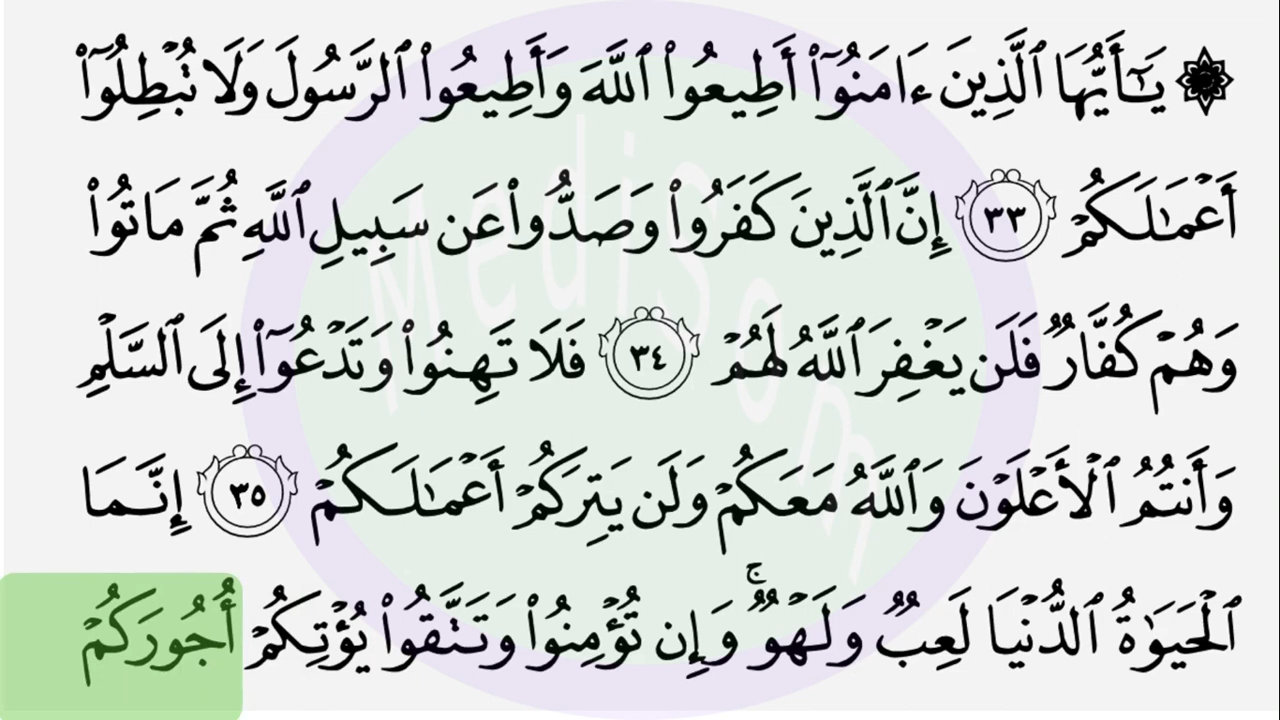 ۞ يَـٰٓأَيُّهَا ٱلَّذِينَ ءَامَنُوٓا۟ أَطِيعُوا۟ ٱللَّهَ وَأَطِيعُوا۟ ٱلرَّسُولَ وَلَا تُبْطِلُوٓا۟
أَعْمَـٰلَكُمْ ٣٣ إِنَّ ٱلَّذِينَ كَفَرُوا۟ وَصَدُّوا۟ عَن سَبِيلِ ٱللَّهِ ثُمَّ مَاتُوا۟
وَهُمْ كُفَّارٌ فَلَن يَغْفِرَ ٱللَّهُ لَهُمْ ٣٤ فَلَا تَهِنُوا۟ وَتَدْعُوٓا۟ إِلَى ٱلسَّلْمِ
وَأَنتُمُ ٱلْأَعْلَوْنَ وَٱللَّهُ مَعَكُمْ وَلَن يَتِرَكُمْ أَعْمَـٰلَكُمْ ٣٥ إِنَّمَا
ٱلْحَيَوٰةُ ٱلدُّنْيَا لَعِبٌ وَلَهْوٌ ۚ وَإِن تُؤْمِنُوا۟ وَتَتَّقُوا۟ يُؤْتِكُمْ أُجُورَكُمْ
MediSom